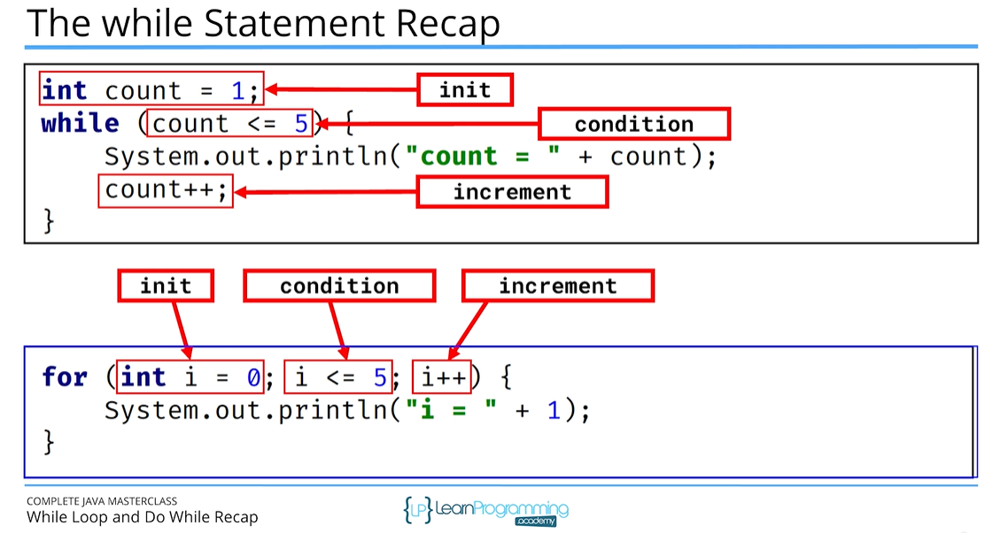 The while Statement Recap
int count = 1;
init
while (count <= 5) {
condition
System.out.println("count = " + count);
count++;
increment
}
init
condition
increment
for (int i = 0; i <= 5; i++) {
System.out.println("i = " + 1);
}
COMPLETE JAVA MASTERCLASS
While Loop and Do While Recap
{LP} LearnProgramming
.academy